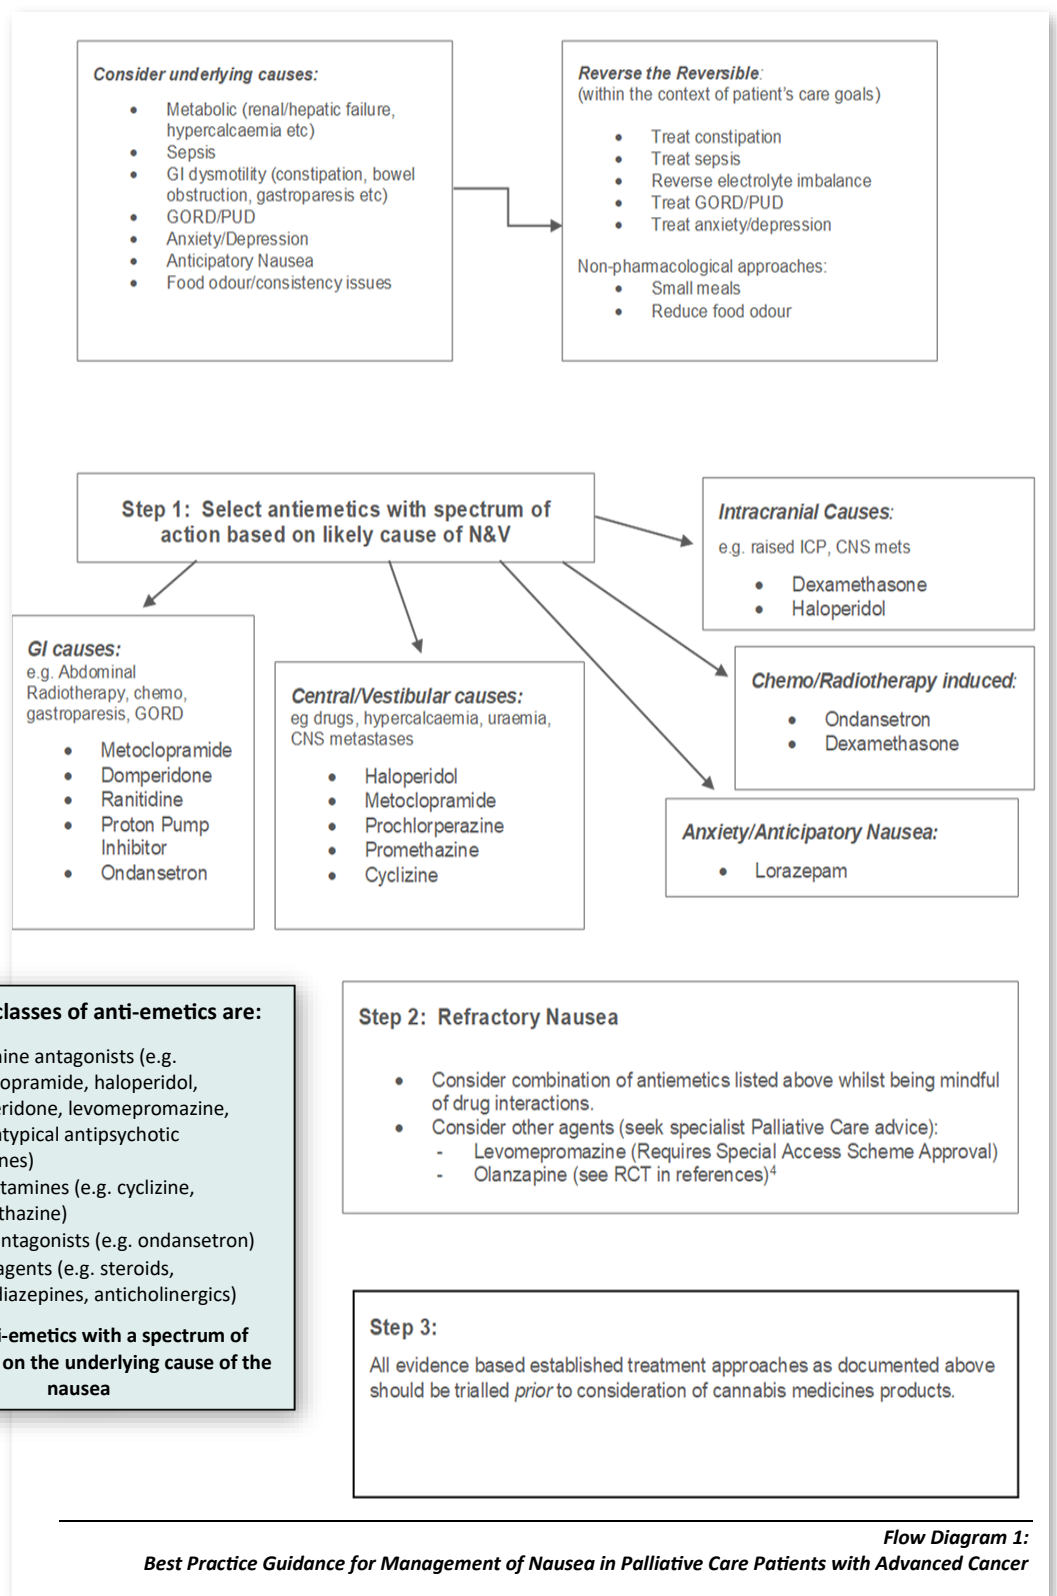 Consider underlying causes:
• Metabolic (renal/hepatic failure,
hypercalcaemia etc)
• Sepsis
• GI dysmotility (constipation, bowel
obstruction, gastroparesis etc)
• GORD/PUD
• Anxiety/Depression
• Anticipatory Nausea
• Food odour/consistency issues
Reverse the Reversible:
(within the context of patient's care goals)
• Treat constipation
• Treat sepsis
• Reverse electrolyte imbalance
• Treat GORD/PUD
• Treat anxiety/depression
Non-pharmacological approaches:
• Small meals
• Reduce food odour
Step 1: Select antiemetics with spectrum of
action based on likely cause of N&V
Intracranial Causes:
e.g. raised ICP, CNS mets
• Dexamethasone
• Haloperidol
GI causes:
e.g. Abdominal
Radiotherapy, chemo,
gastroparesis, GORD
• Metoclopramide
• Domperidone
• Ranitidine
• Proton Pump
Inhibitor
• Ondansetron
Central/Vestibular causes:
eg drugs, hypercalcaemia, uraemia,
CNS metastases
• Haloperidol
• Metoclopramide
• Prochlorperazine
• Promethazine
• Cyclizine
Chemo/Radiotherapy induced:
• Ondansetron
• Dexamethasone
Anxiety/Anticipatory Nausea:
• Lorazepam
classes of anti-emetics are:
ine antagonists (e.g.
opramide, haloperidol,
eridone, levomepromazine,
atypical antipsychotic
nes)
tamines (e.g. cyclizine,
thazine)
ntagonists (e.g. ondansetron)
agents (e.g. steroids,
diazepines, anticholinergics)
i-emetics with a spectrum of
on the underlying cause of the
nausea
Step 2: Refractory Nausea
• Consider combination of antiemetics listed above whilst being mindful
of drug interactions.
• Consider other agents (seek specialist Palliative Care advice):
- Levomepromazine (Requires Special Access Scheme Approval)
- Olanzapine (see RCT in references)⁴
Step 3:
All evidence based established treatment approaches as documented above
should be trialled prior to consideration of cannabis medicines products.
Flow Diagram 1:
Best Practice Guidance for Management of Nausea in Palliative Care Patients with Advanced Cancer